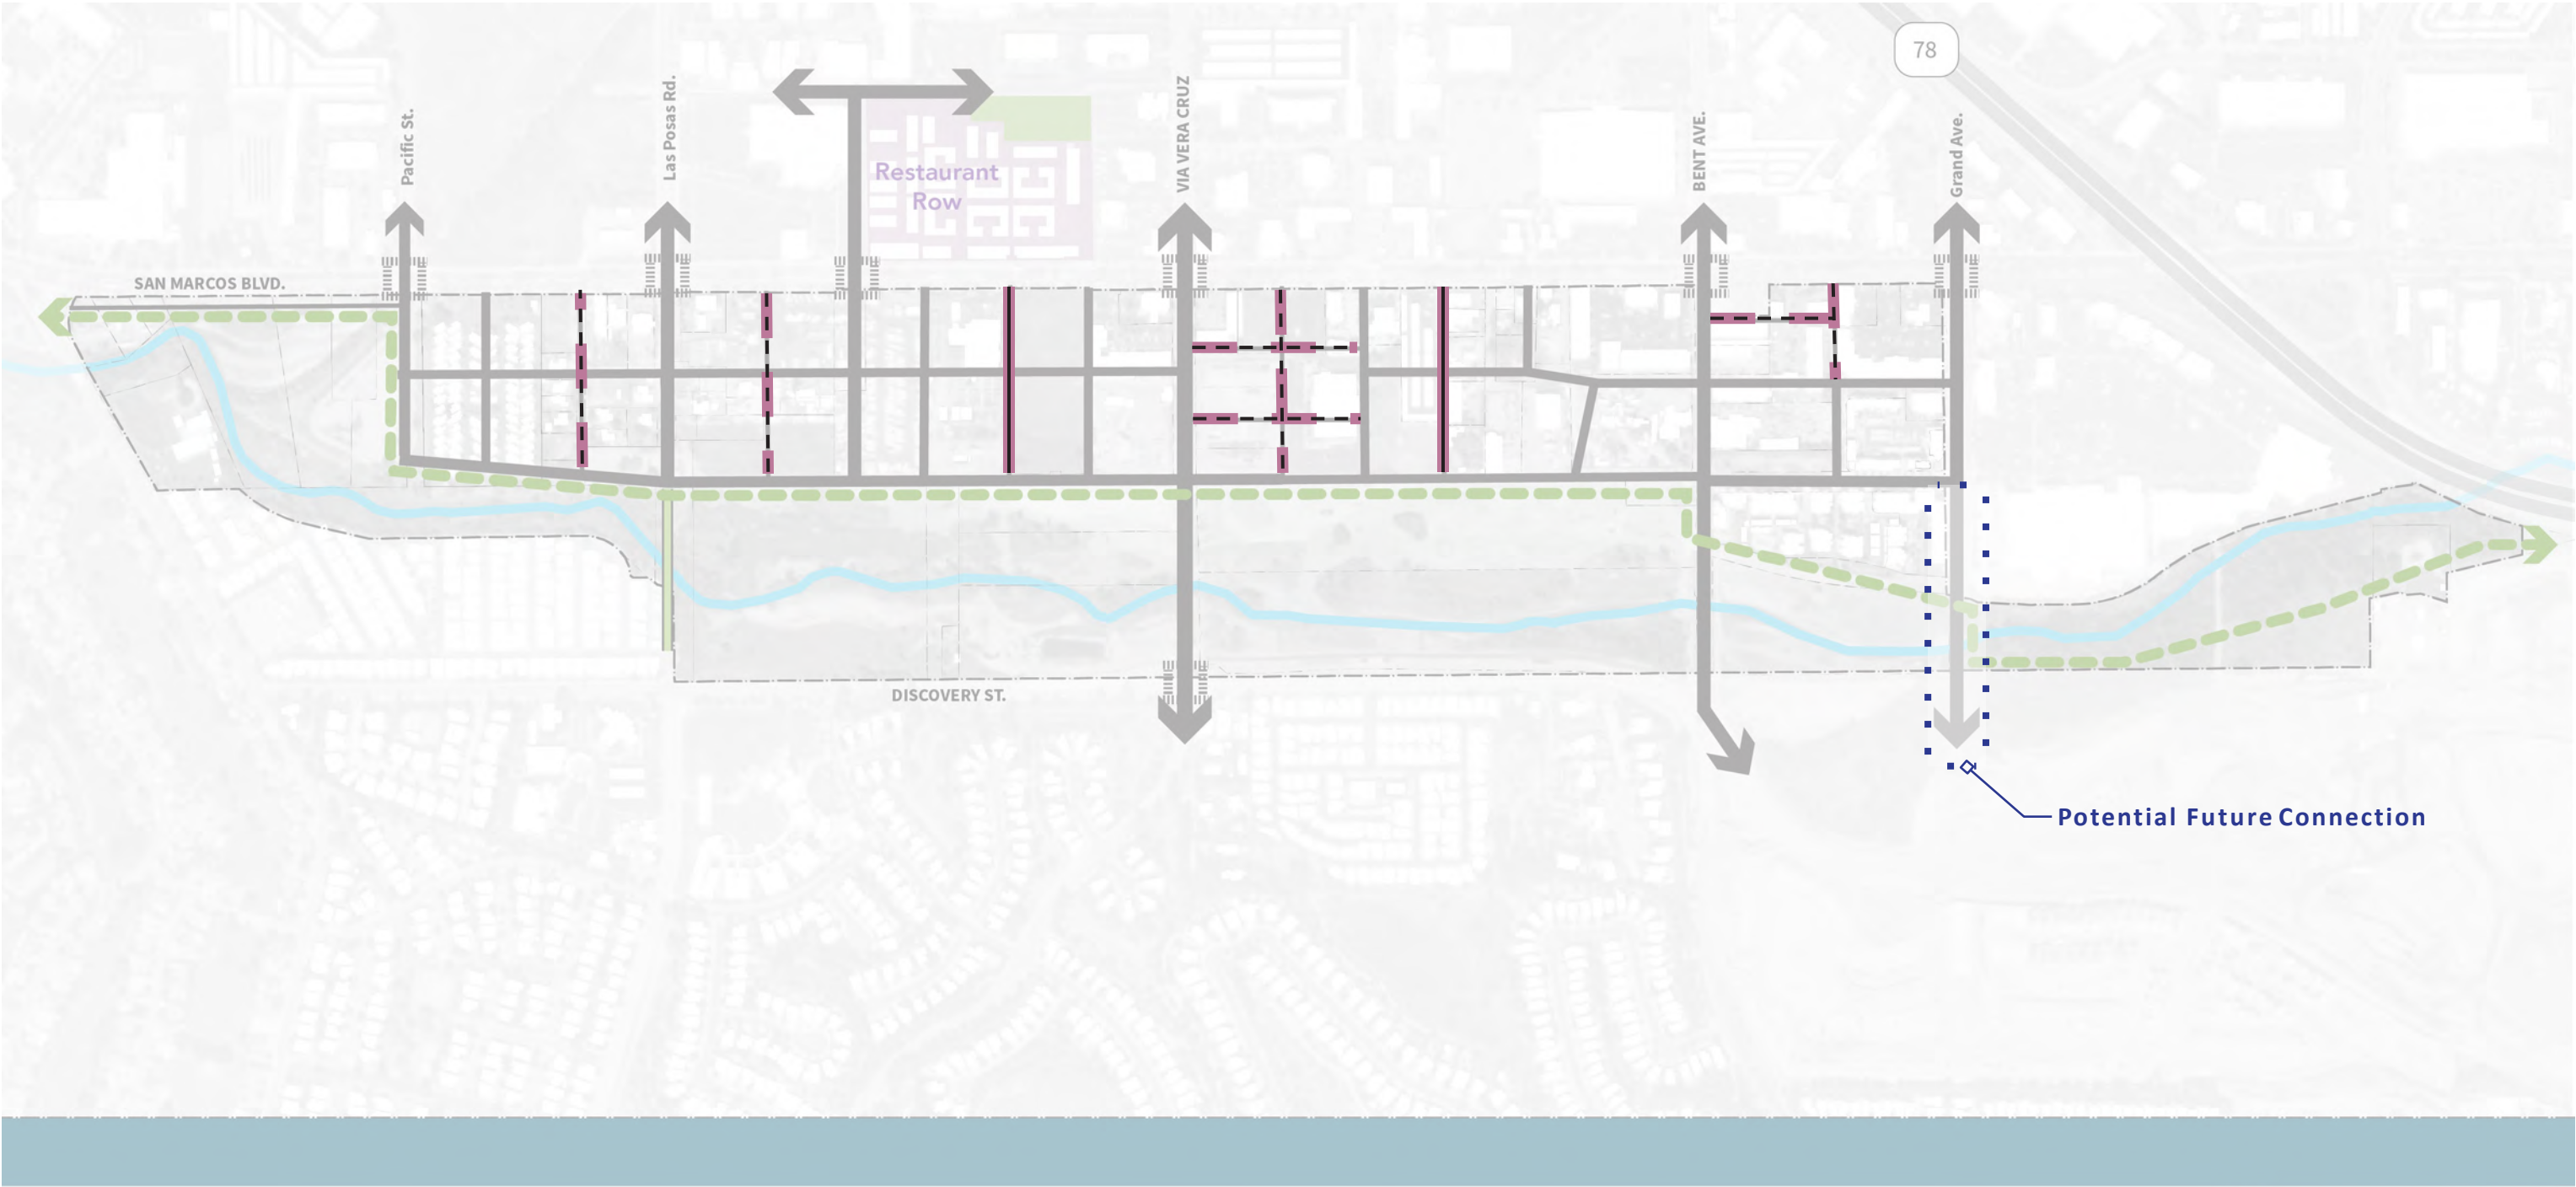 78
Pacific St.
Las Posas Rd.
VIA VERA CRUZ
BENT AVE.
Grand Ave.
Restaurant
Row
SAN MARCOS BLVD.
DISCOVERY ST.
Potential Future Connection